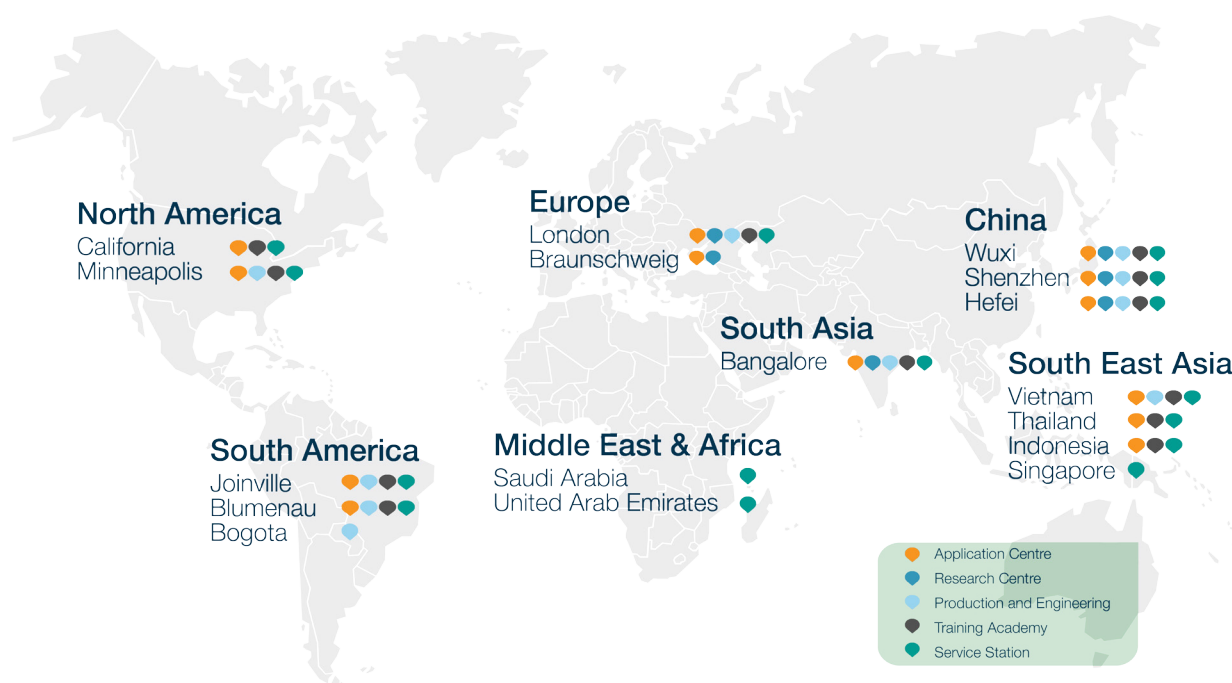 North America
California
Minneapolis
Europe
London
Braunschweig
China
Wuxi
Shenzhen
Hefei
South Asia
Bangalore
South East Asia
Vietnam
Thailand
Indonesia
Singapore
South America
Joinville
Blumenau
Bogota
Middle East & Africa
Saudi Arabia
United Arab Emirates
Application Centre
Research Centre
Production and Engineering
Training Academy
Service Station